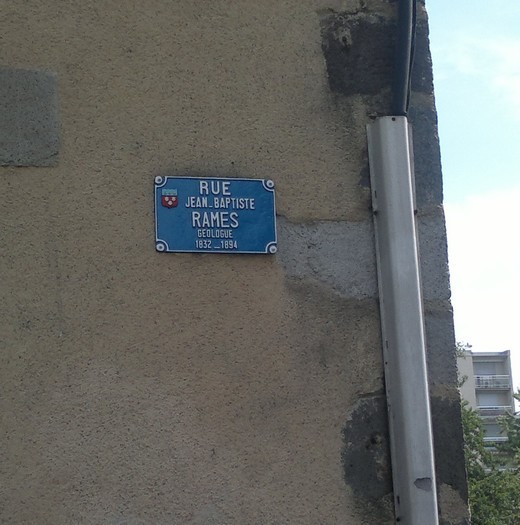 RUE
JEAN_BAPTISTE
RAMES
GEOLOGUE
1832_1894